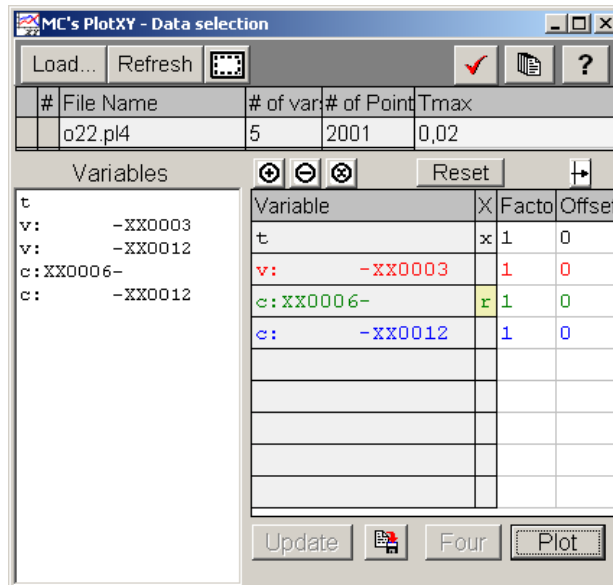 MC's PlotXY - Data selection
Load... Refresh ?
# File Name # of var # of Point Tmax
o22.pl4 5 2001 0,02
Variables Reset
t
v: -XX0003
v: -XX0012
c:XX0006-
c: -XX0012
Variable X Facto Offse
t x 1 0
v: -XX0003 1 0
c:XX0006- r 1 0
c: -XX0012 1 0
Update Four Plot